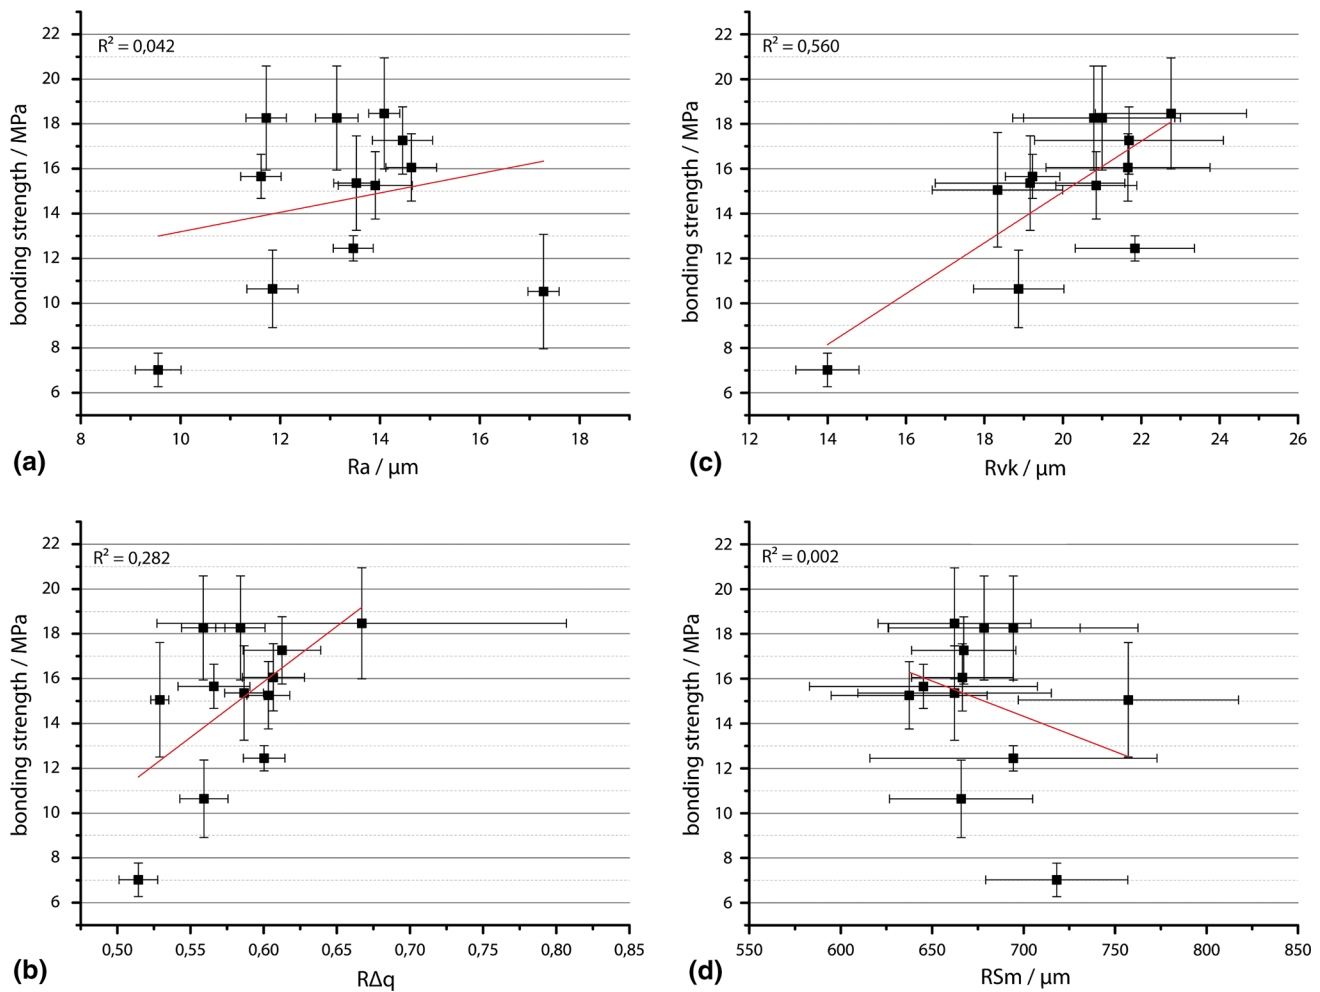 R² = 0,042
bonding strength / MPa
22
20
18
16
14
12
10
8
6
8 10 12 14 16 18
Ra / µm
(a)
R² = 0,560
bonding strength / MPa
22
20
18
16
14
12
10
8
6
12 14 16 18 20 22 24 26
Rvk / µm
(c)
R² = 0,282
bonding strength / MPa
22
20
18
16
14
12
10
8
6
0,50 0,55 0,60 0,65 0,70 0,75 0,80 0,85
RΔq
(b)
R² = 0,002
bonding strength / MPa
22
20
18
16
14
12
10
8
6
550 600 650 700 750 800 850
RSm / µm
(d)